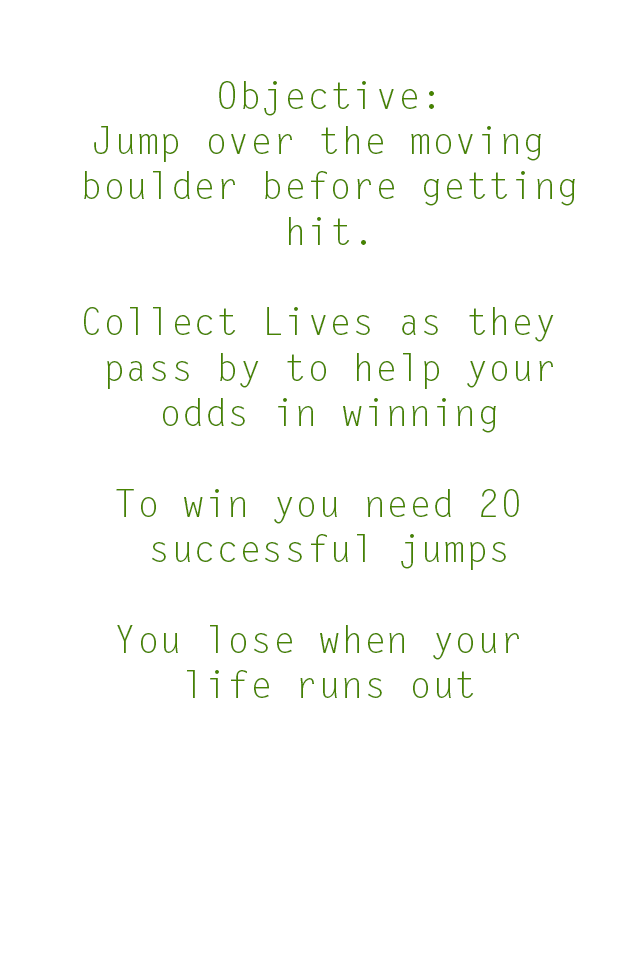 Objective:
Jump over the moving
boulder before getting
hit.
Collect Lives as they
pass by to help your
odds in winning
To win you need 20
successful jumps
You lose when your
life runs out